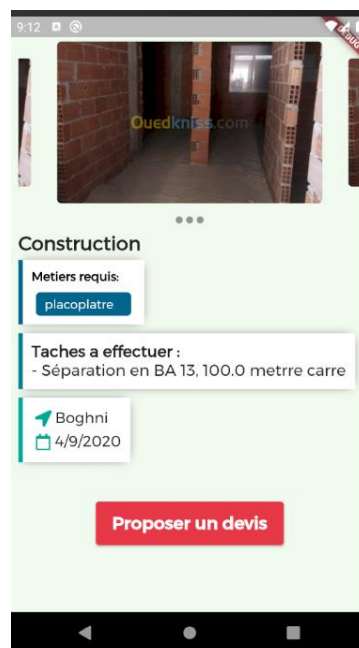 9:12
Ouedkniss.com
Construction
Metiers requis:
placoplatre
Taches a effectuer :
- Séparation en BA 13, 100.0 metrre carre
Boghni
4/9/2020
Proposer un devis